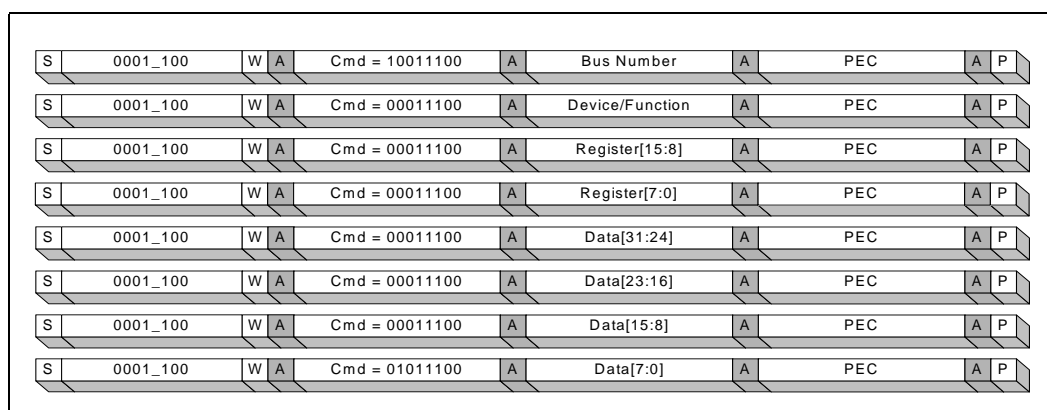 S 0001_100 W A Cmd = 10011100 A Bus Number A PEC A P
S 0001_100 W A Cmd = 00011100 A Device/Function A PEC A P
S 0001_100 W A Cmd = 00011100 A Register[15:8] A PEC A P
S 0001_100 W A Cmd = 00011100 A Register[7:0] A PEC A P
S 0001_100 W A Cmd = 00011100 A Data[31:24] A PEC A P
S 0001_100 W A Cmd = 00011100 A Data[23:16] A PEC A P
S 0001_100 W A Cmd = 00011100 A Data[15:8] A PEC A P
S 0001_100 W A Cmd = 01011100 A Data[7:0] A PEC A P